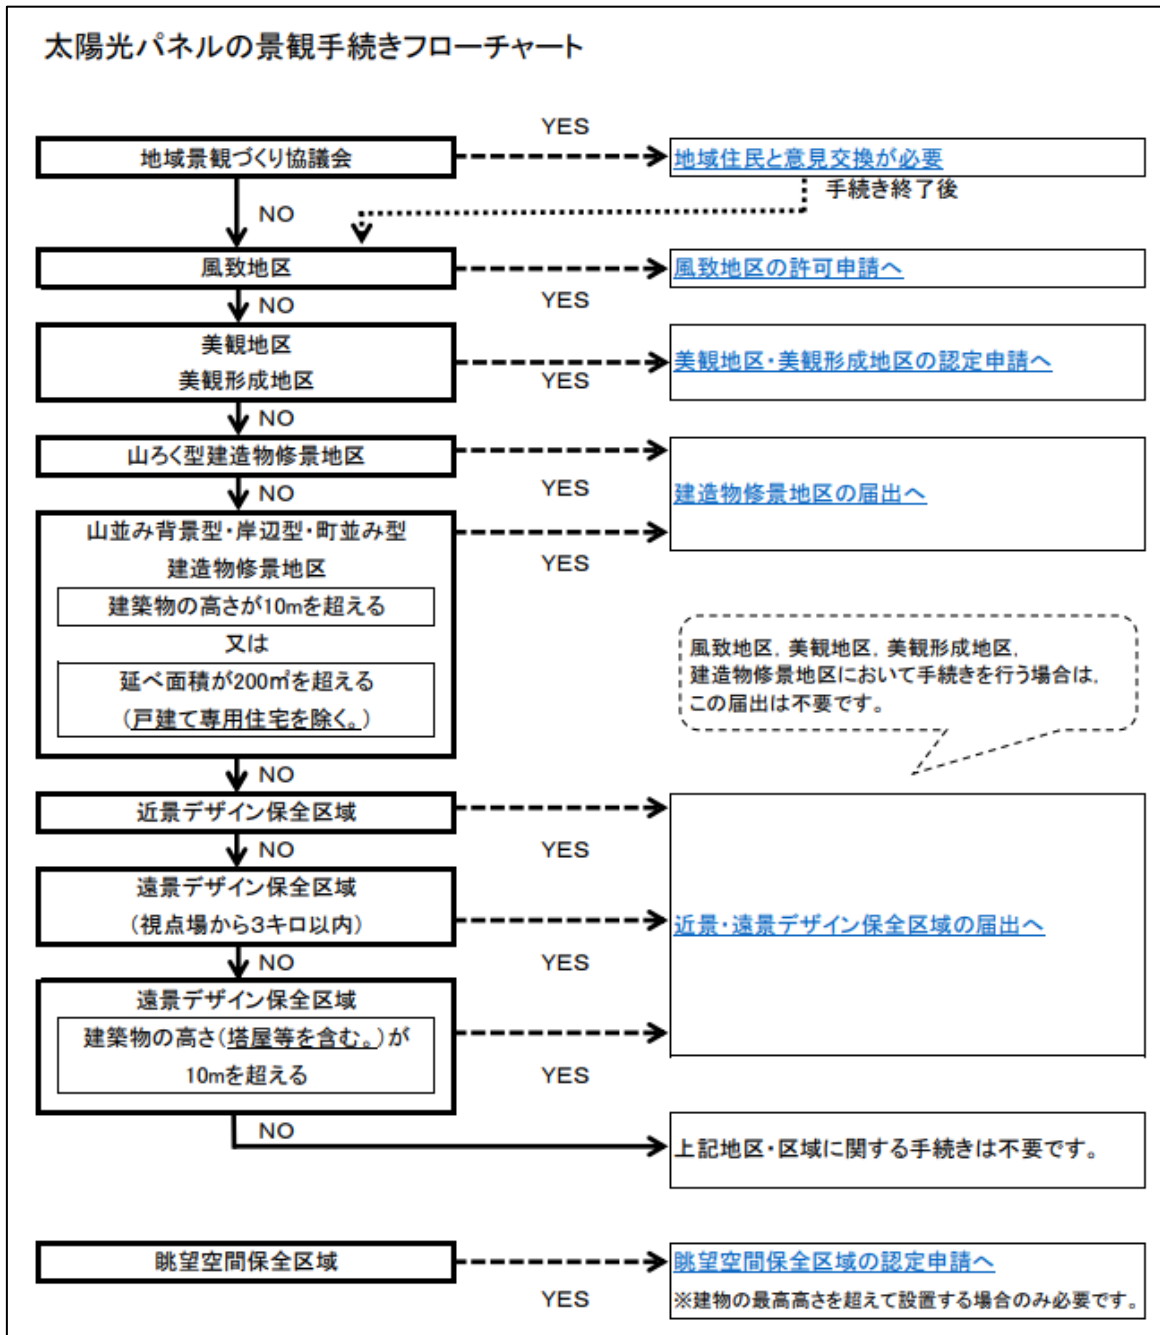 太陽光パネルの景観手続きフローチャート
YES
地域景観づくり協議会
地域住民と意見交換が必要
手続き終了後
NO
風致地区
風致地区の許可申請へ
YES
NO
美観地区
美観形成地区
美観地区・美観形成地区の認定申請へ
YES
NO
山ろく型建造物修景地区
YES
建造物修景地区の届出へ
NO
山並み背景型・岸辺型・町並み型
建造物修景地区
YES
建築物の高さが10mを超える
又は
延べ面積が200㎡を超える
(戸建て専用住宅を除く。)
風致地区，美観地区，美観形成地区，
建造物修景地区において手続きを行う場合は，
この届出は不要です。
NO
近景デザイン保全区域
YES
NO
遠景デザイン保全区域
(視点場から3キロ以内)
近景・遠景デザイン保全区域の届出へ
YES
NO
遠景デザイン保全区域
建築物の高さ(塔屋等を含む。)が
10mを超える
YES
NO
上記地区・区域に関する手続きは不要です。
眺望空間保全区域
眺望空間保全区域の認定申請へ
YES
※建物の最高高さを超えて設置する場合のみ必要です。